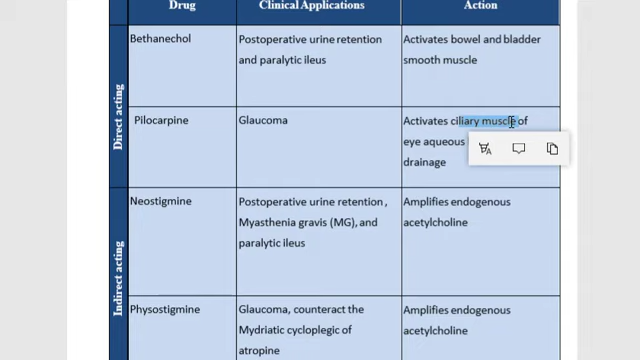 Drug Clinical Applications Action
Direct acting
Bethanechol
Postoperative urine retention
and paralytic ileus
Activates bowel and bladder
smooth muscle
Pilocarpine
Glaucoma
Activates ciliary muscle of
eye aqueous
drainage
Indirect acting
Neostigmine
Postoperative urine retention ,
Myasthenia gravis (MG), and
paralytic ileus
Amplifies endogenous
acetylcholine
Physostigmine
Glaucoma, counteract the
Mydriatic cycloplegic of
atropine
Amplifies endogenous
acetylcholine